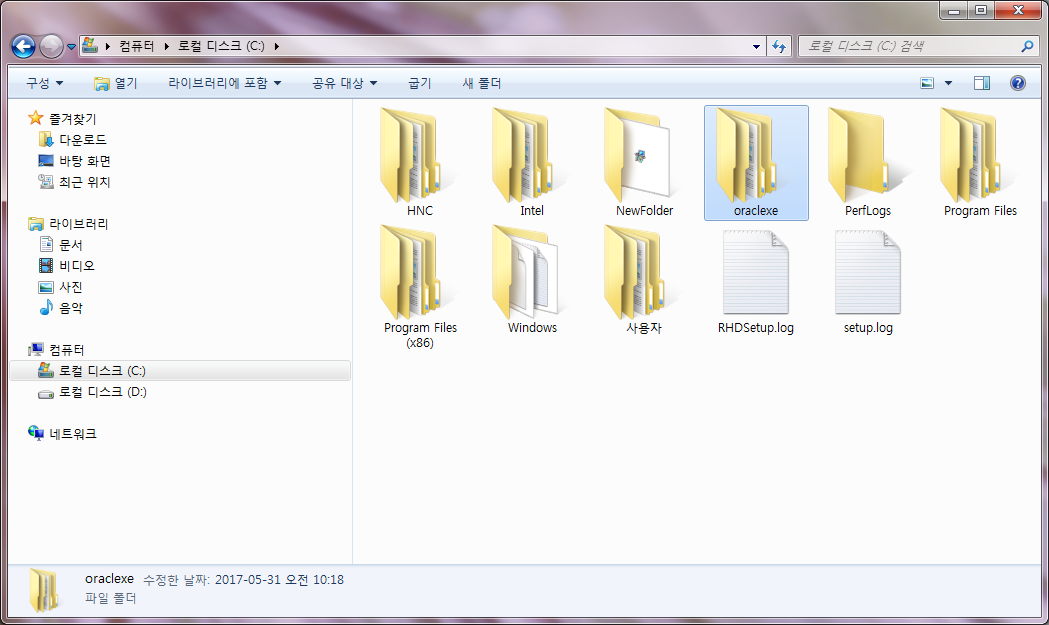 컴퓨터 로컬 디스크 (C:)
로컬 디스크 (C:) 검색
구성 열기 라이브러리에 포함 공유 대상 굽기 새 폴더
즐겨찾기
다운로드
바탕 화면
최근 위치
라이브러리
문서
비디오
사진
음악
컴퓨터
로컬 디스크 (C:)
로컬 디스크 (D:)
네트워크
HNC Intel NewFolder oraclexe PerfLogs Program Files
Program Files (x86) Windows 사용자 RHDSetup.log setup.log
oraclexe 수정한 날짜: 2017-05-31 오전 10:18
파일 폴더